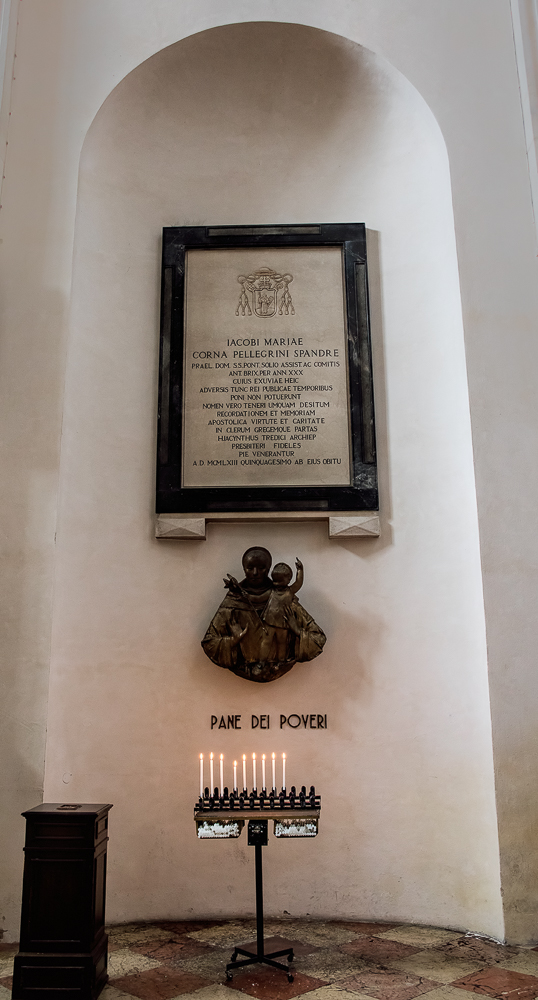 IACOBI MARIAE
CORNA PELLEGRINI SPANDRE
PRAEL. DOM. S.S. PONT. SOLIO ASSIST. AC COMITIS
ANT. BRIX. PER ANN. XXX
CUIUS EXUVIAE HEIC
ADVERSIS TUNC REI PUBLICAE TEMPORIBUS
PONI NON POTUERUNT
NOMEN VERO TENERI UMQUAM DESITUM
RECORDATIONEM ET MEMORIAM
APOSTOLICA VIRTUTE ET CARITATE
IN CLERUM GREGEMQUE PARTAS
HIACYNTHUS TREDICI ARCHIEP.
PRESBITERI FIDELES
PIE VENERANTUR
A.D. MCMLXIII QUINQUAGESIMO AB EIUS OBITU
PANE DEI POVERI